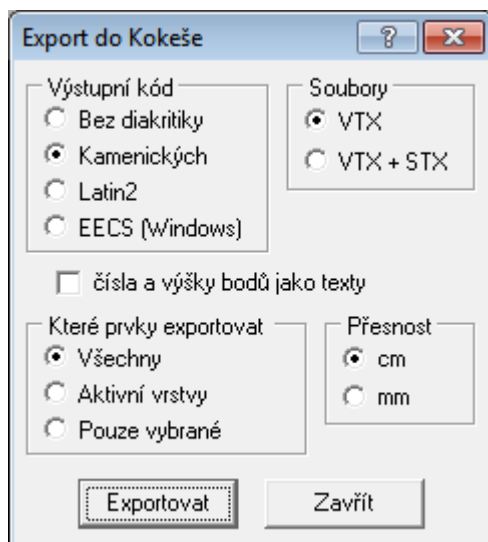 Export do Kokeše
Výstupní kód
Bez diakritiky
Kamenických
Latin2
EECS (Windows)
Soubory
VTX
VTX + STX
čísla a výšky bodů jako texty
Které prvky exportovat
Všechny
Aktivní vrstvy
Pouze vybrané
Přesnost
cm
mm
Exportovat
Zavřít